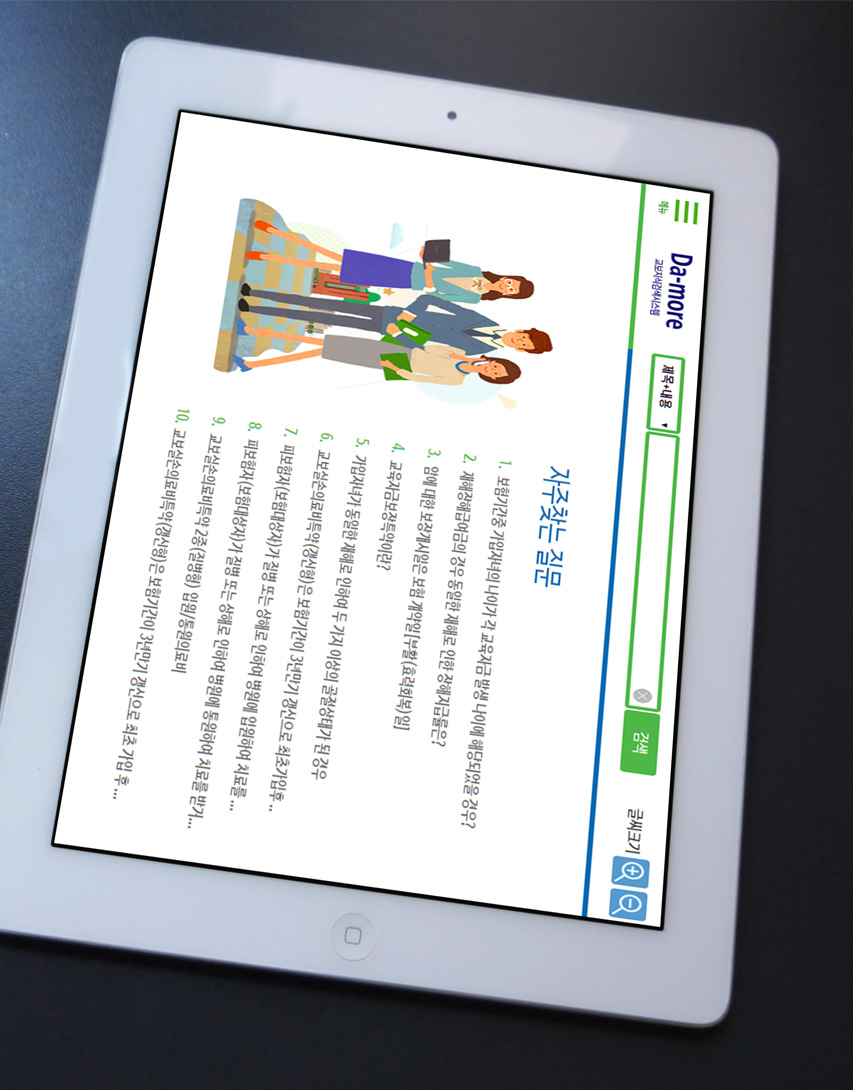 메뉴
Da-more
교보지식검색시스템
제목+내용 ▼
검색
글씨크기
자주찾는 질문
1. 보험기간중 가입자녀의 나이가 각 교육자금 발생 나이에 해당되었을 경우?
2. 재해장해급여금의 경우 동일한 재해로 인한 장해지급률은?
3. 암에 대한 보장개시일은 보험 계약일[부활(효력회복)일]
4. 교육자금보장특약이란?
5. 가입자녀가 동일한 재해로 인하여 두 가지 이상의 골절상태가 된 경우
6. 교보실손의료비특약(갱신형)은 보험기간이 3년만기 갱신으로 최초가입후 ...
7. 피보험자(보험대상자)가 질병 또는 상해로 인하여 병원에 입원하여 치료를 ...
8. 피보험자(보험대상자)가 질병 또는 상해로 인하여 병원에 통원하여 치료를 받거...
9. 교보실손의료비특약 2종(질병형) 입원/통원의료비
10. 교보실손의료비특약(갱신형)은 보험기간이 3년만기 갱신으로 최초 가입 후 ...